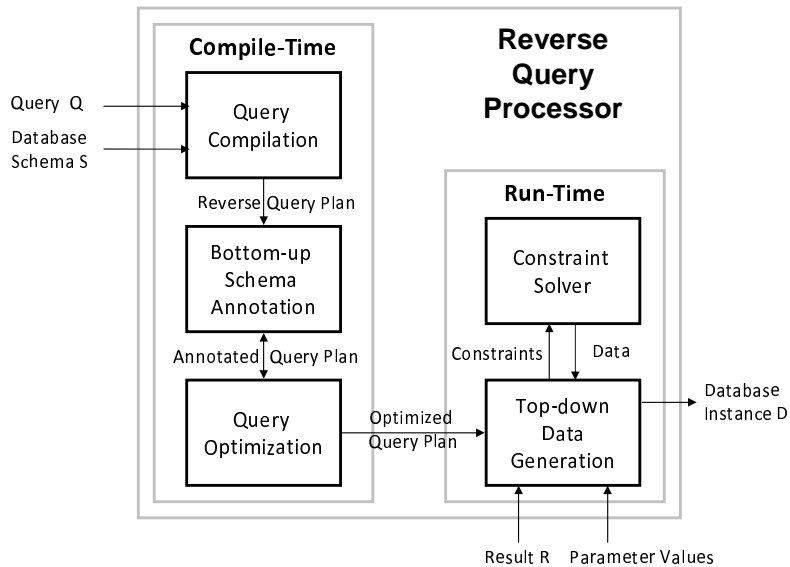 Reverse
Query
Processor
Compile-Time
Query Q
Database
Schema S
Query
Compilation
Reverse Query Plan
Bottom-up
Schema
Annotation
Annotated Query Plan
Query
Optimization
Optimized
Query Plan
Run-Time
Constraint
Solver
Constraints
Data
Top-down
Data
Generation
Database
Instance D
Result R
Parameter Values